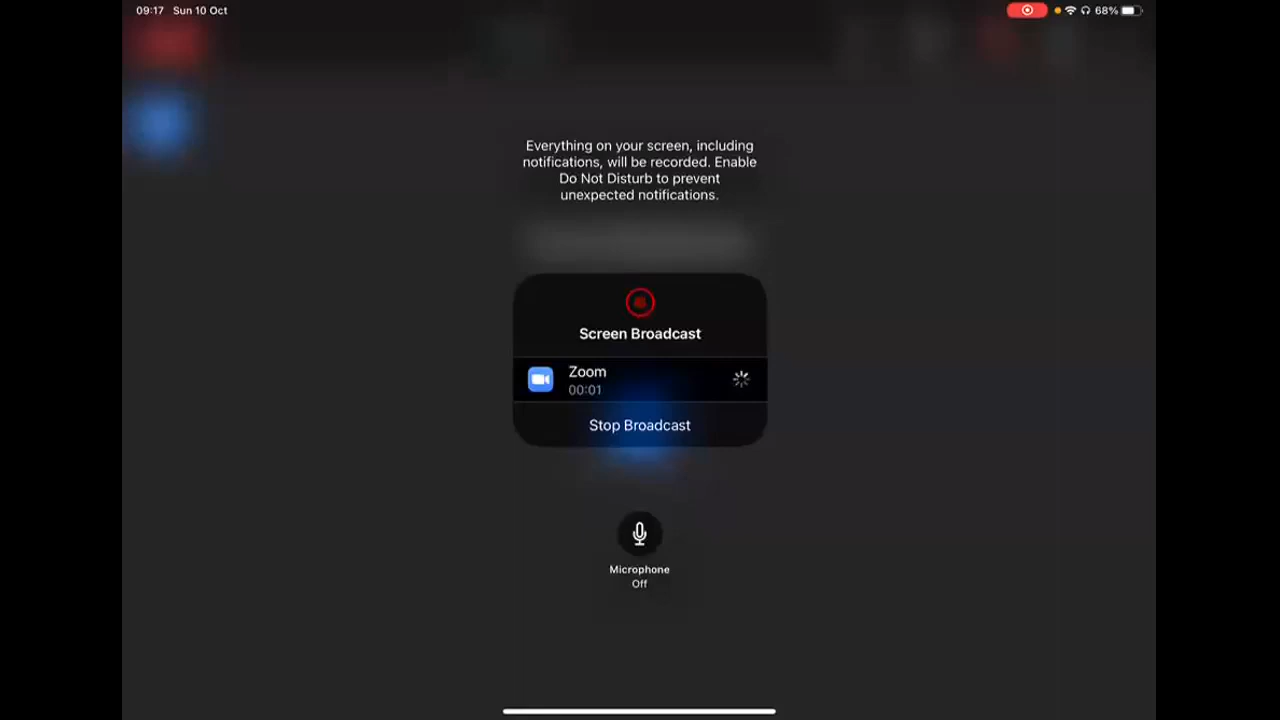 09:17 Sun 10 Oct
68%
Everything on your screen, including
notifications, will be recorded. Enable
Do Not Disturb to prevent
unexpected notifications.
Screen Broadcast
Zoom
00:01
Stop Broadcast
Microphone
Off